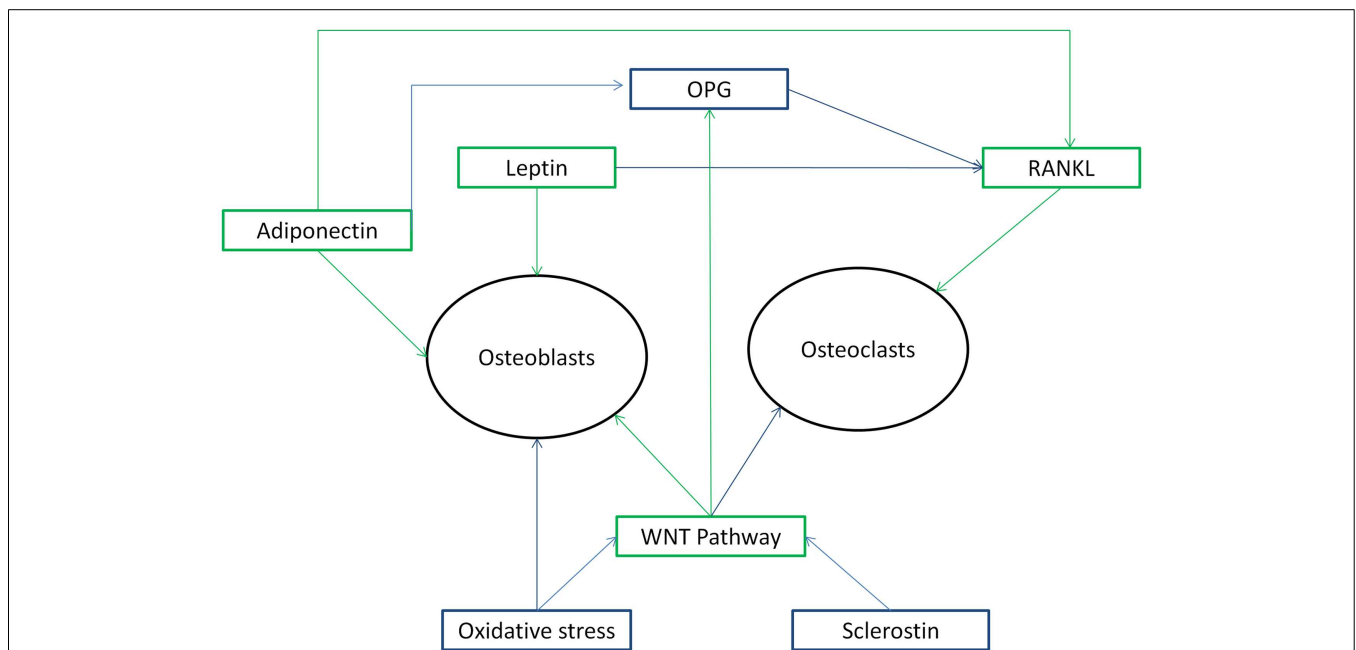 OPG
Leptin
RANKL
Adiponectin
Osteoblasts
Osteoclasts
WNT Pathway
Oxidative stress
Sclerostin